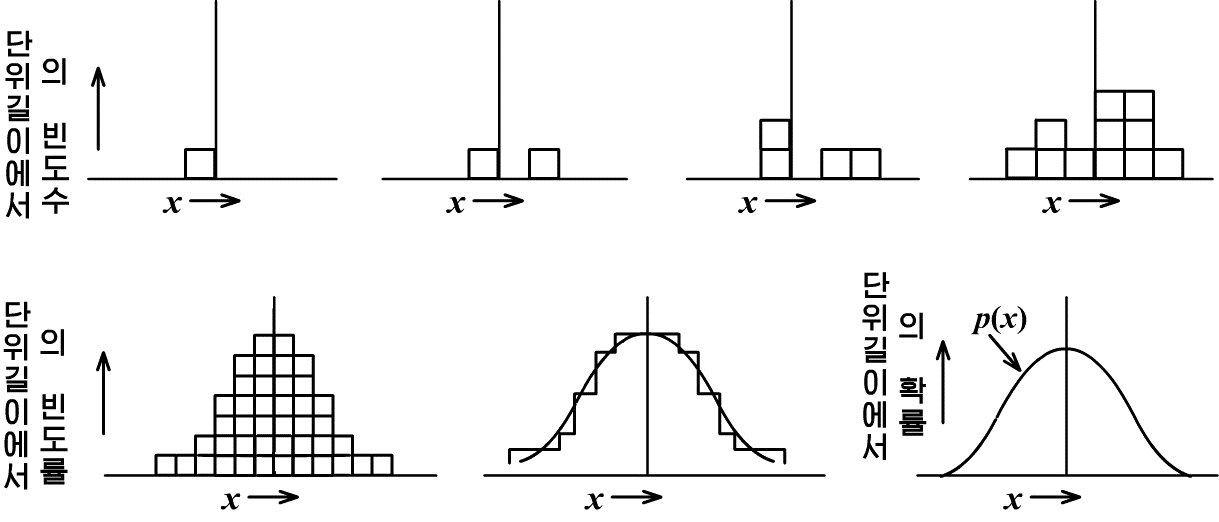 단위길이에서
의 빈도수
x
x
x
x
단위길이에서
의 빈도률
x
x
단위길이에서
의 확률
p(x)
x